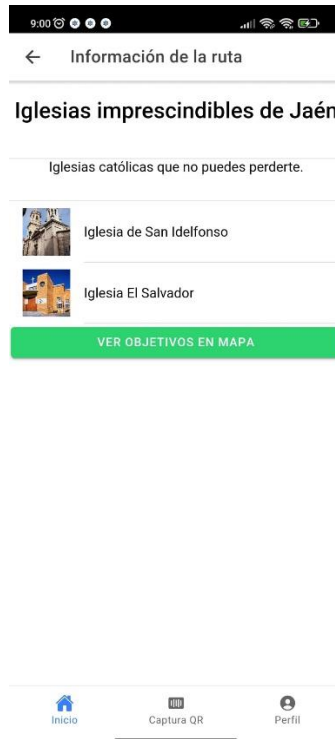 9:00
Información de la ruta
Iglesias imprescindibles de Jaén
Iglesias católicas que no puedes perderte.
Iglesia de San Idelfonso
Iglesia El Salvador
VER OBJETIVOS EN MAPA
Inicio
Captura QR
Perfil